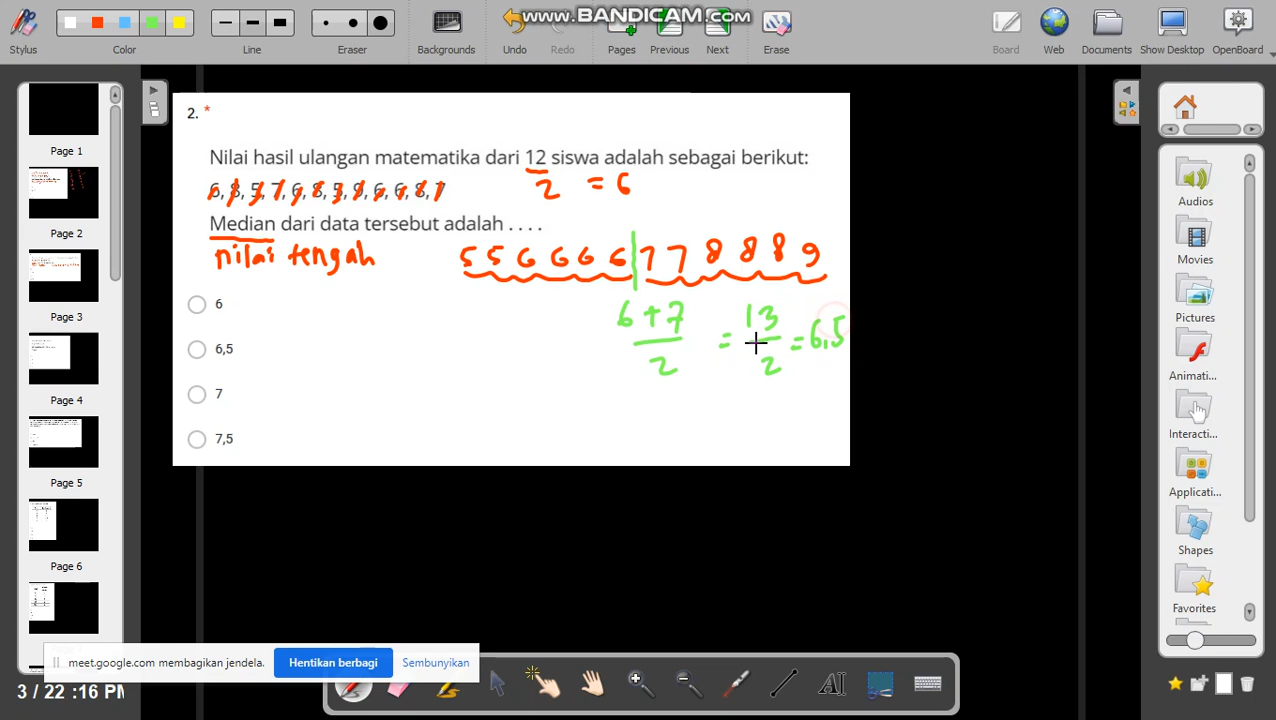 www.BANDICAM.com
Stylus Color Line Eraser Backgrounds Undo Redo Pages Previous Next Erase Board Web Documents Show Desktop OpenBoard
Page 1
Page 2
Page 3
Page 4
Page 5
Page 6
2. *
Nilai hasil ulangan matematika dari 12 siswa adalah sebagai berikut:
6, 8, 5, 7, 6, 8, 5, 9, 6, 6, 8, 7
2 = 6
Median dari data tersebut adalah . . . .
nilai tengah
5 5 6 6 6 6 7 7 8 8 8 9
6
6 + 7
2
= 13
2
= 6,5
6,5
7
7,5
Audios
Movies
Pictures
Animati...
Interacti...
Applicati...
Shapes
Favorites
meet.google.com membagikan jendela. Hentikan berbagi Sembunyikan
3 / 22 :16 PM